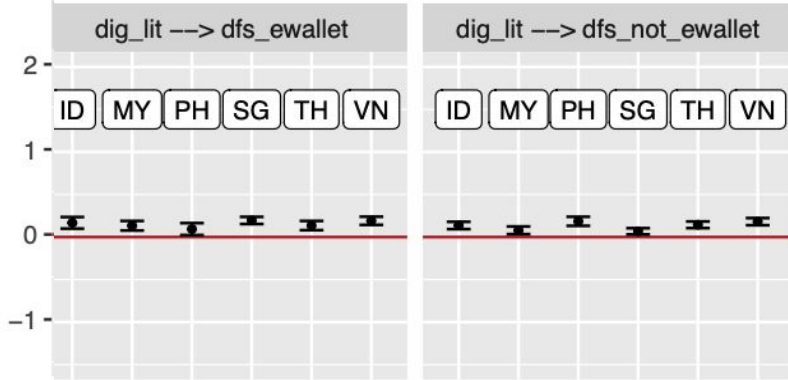 dig_lit −−> dfs_ewallet
dig_lit −−> dfs_not_ewallet
2
ID MY PH SG TH VN
ID MY PH SG TH VN
1
0
−1